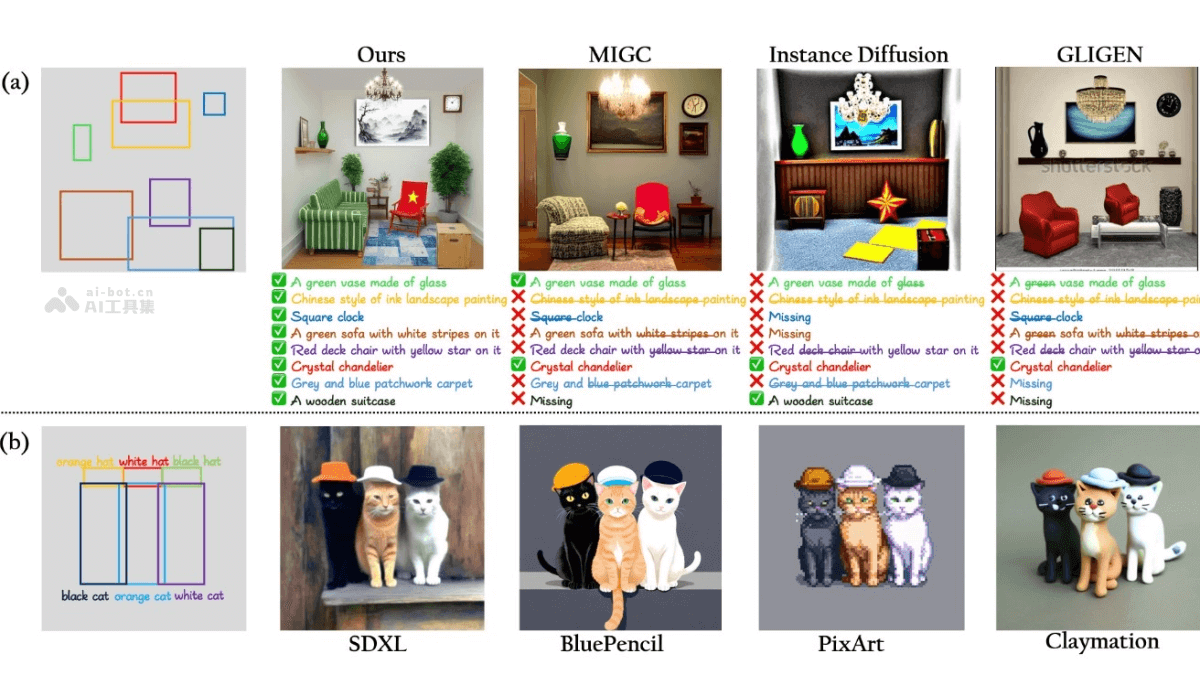 Ours MIGC Instance Diffusion GLIGEN
(a)
ai-bot.cn
AI工具集
shutterstock
✅ A green vase made of glass
✅ Chinese style of ink landscape painting
✅ Square clock
✅ A green sofa with white stripes on it
✅ Red deck chair with yellow star on it
✅ Crystal chandelier
✅ Grey and blue patchwork carpet
✅ A wooden suitcase
✅ A green vase made of glass
❌ Chinese style of ink landscape painting
❌ Square clock
❌ A green sofa with white stripes on it
❌ Red deck chair with yellow star on it
✅ Crystal chandelier
❌ Grey and blue patchwork carpet
❌ Missing
❌ A green vase made of glass
❌ Chinese style of ink landscape painting
❌ Missing
❌ Missing
❌ Red deck chair with yellow star on it
✅ Crystal chandelier
❌ Grey and blue patchwork carpet
✅ A wooden suitcase
❌ A green vase made of glass
❌ Chinese style of ink landscape pai
❌ Square clock
❌ A green sofa with white stripes o
❌ Red deck chair with yellow star o
✅ Crystal chandelier
❌ Missing
❌ Missing
(b)
orange hat white hat black hat
black cat orange cat white cat
SDXL BluePencil PixArt Claymation